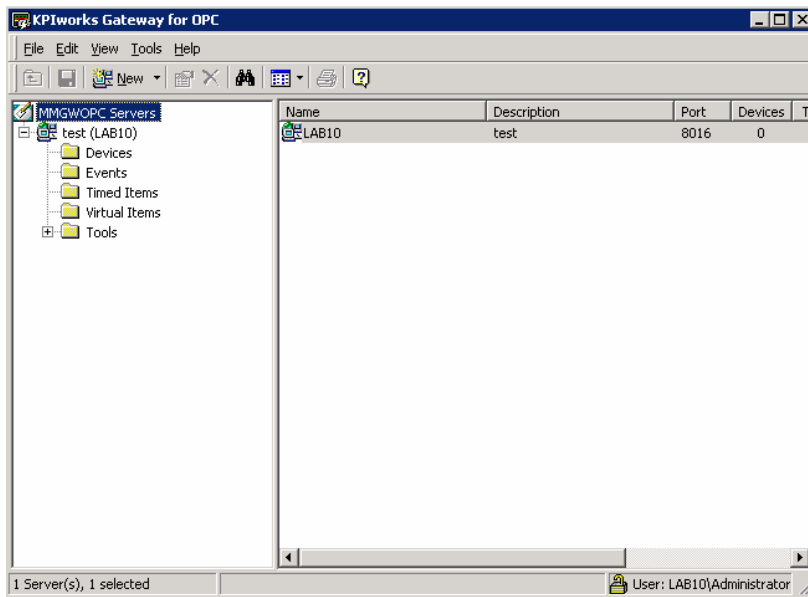 KPIworks Gateway for OPC
File Edit View Tools Help
New
MMGWOPC Servers
test (LAB10)
Devices
Events
Timed Items
Virtual Items
Tools
Name Description Port Devices T
LAB10 test 8016 0
1 Server(s), 1 selected
User: LAB10\Administrator